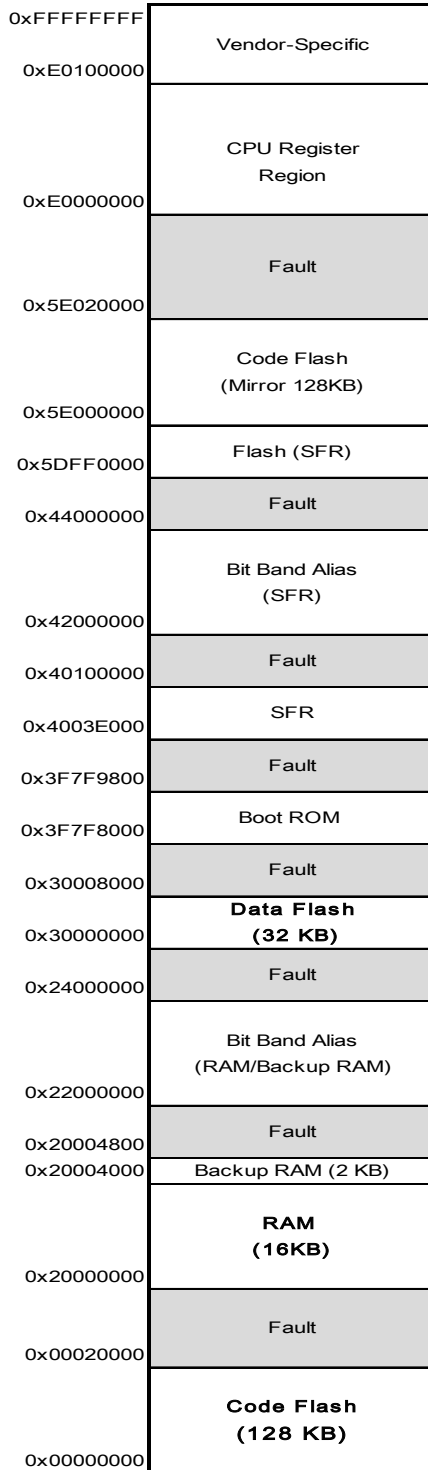 0xFFFFFFFF
Vendor-Specific
0xE0100000
CPU Register
Region
0xE0000000
Fault
0x5E020000
Code Flash
(Mirror 128KB)
0x5E000000
Flash (SFR)
0x5DFF0000
Fault
0x44000000
Bit Band Alias
(SFR)
0x42000000
Fault
0x40100000
SFR
0x4003E000
Fault
0x3F7F9800
Boot ROM
0x3F7F8000
Fault
0x30008000
Data Flash
(32 KB)
0x30000000
Fault
0x24000000
Bit Band Alias
(RAM/Backup RAM)
0x22000000
Fault
0x20004800
Backup RAM (2 KB)
0x20004000
RAM
(16KB)
0x20000000
Fault
0x00020000
Code Flash
(128 KB)
0x00000000